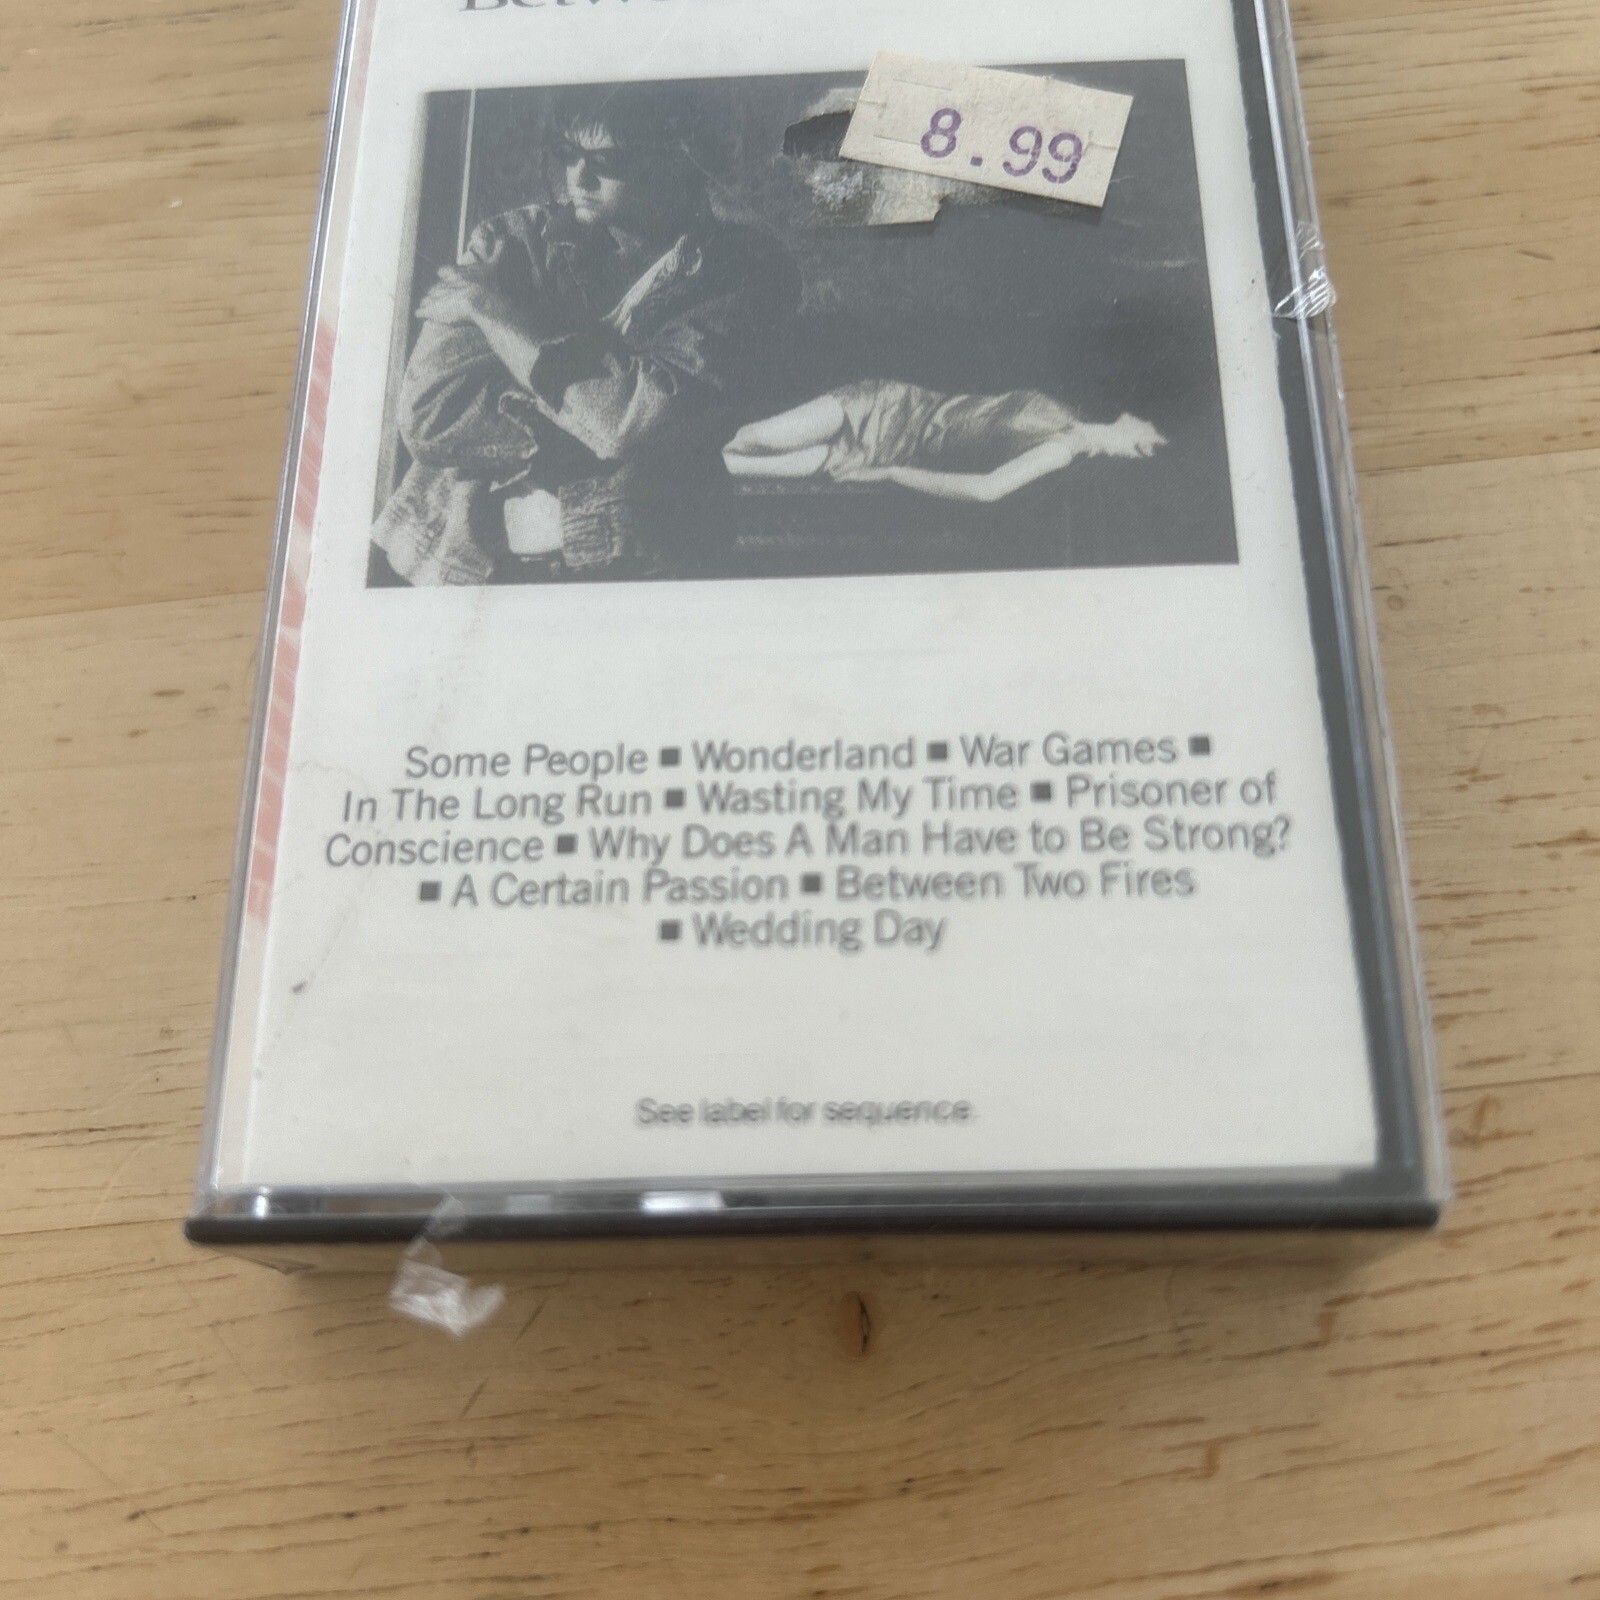 8.99
Some People ■ Wonderland ■ War Games ■
In The Long Run ■ Wasting My Time ■ Prisoner of
Conscience ■ Why Does A Man Have to Be Strong?
■ A Certain Passion ■ Between Two Fires
■ Wedding Day
See label for sequence.